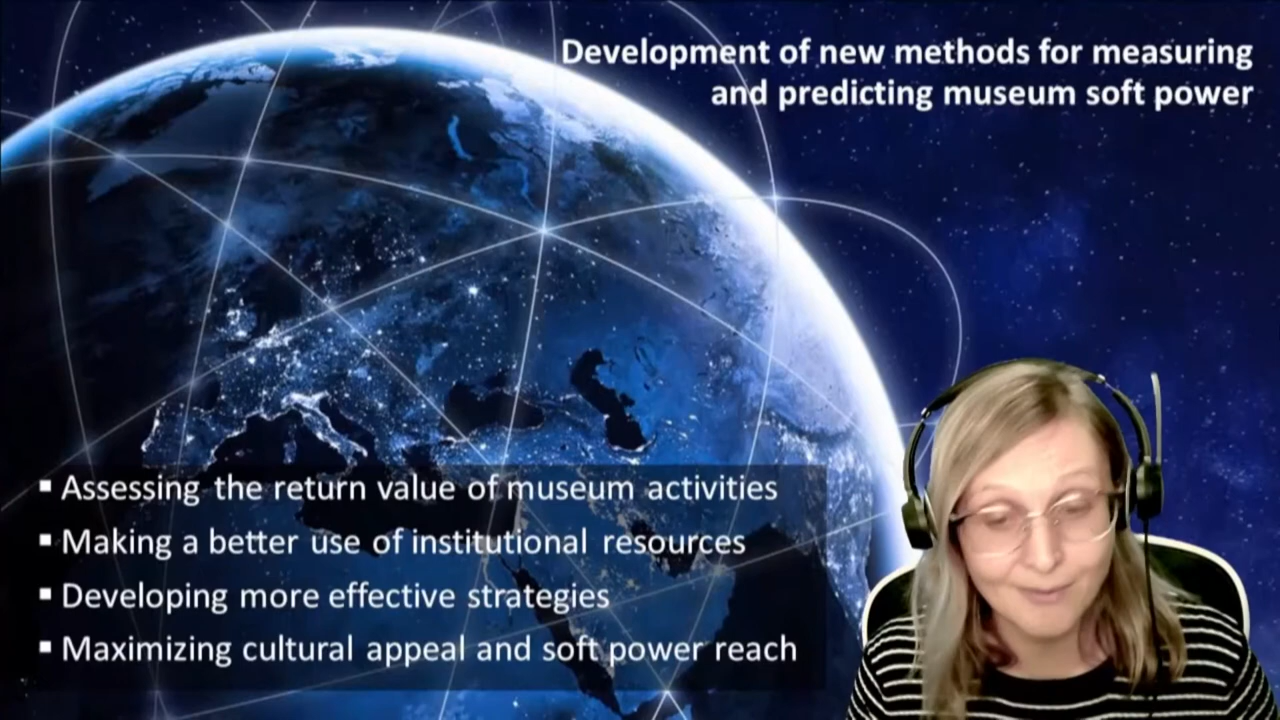 Development of new methods for measuring
and predicting museum soft power
▪ Assessing the return value of museum activities
▪ Making a better use of institutional resources
▪ Developing more effective strategies
▪ Maximizing cultural appeal and soft power reach